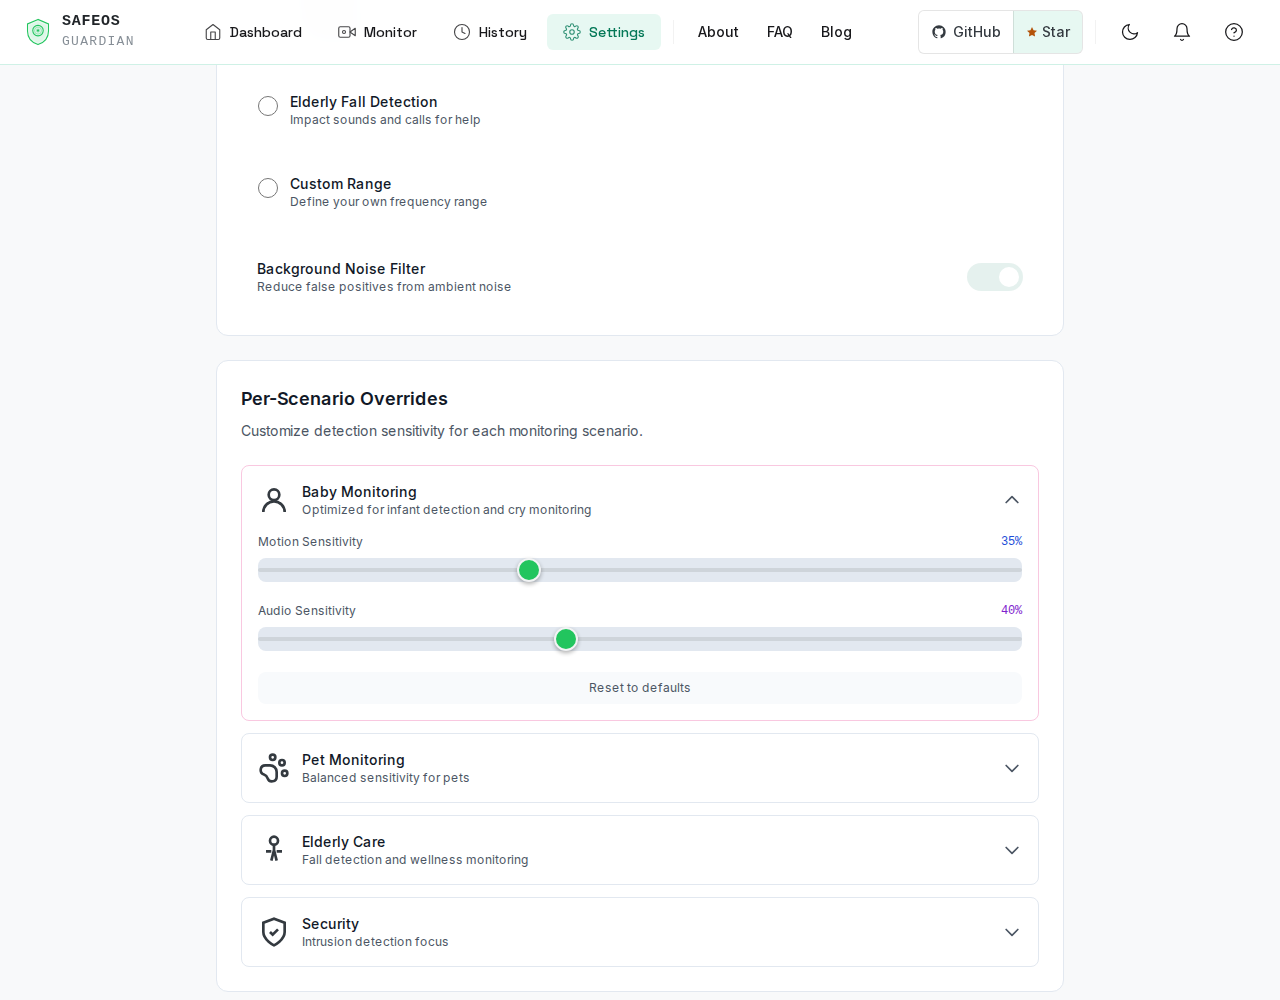 SAFEOS
GUARDIAN
Dashboard
Monitor
History
Settings
About
FAQ
Blog
GitHub
Star
Elderly Fall Detection
Impact sounds and calls for help
Custom Range
Define your own frequency range
Background Noise Filter
Reduce false positives from ambient noise
Per-Scenario Overrides
Customize detection sensitivity for each monitoring scenario.
Baby Monitoring
Optimized for infant detection and cry monitoring
Motion Sensitivity
35%
Audio Sensitivity
40%
Reset to defaults
Pet Monitoring
Balanced sensitivity for pets
Elderly Care
Fall detection and wellness monitoring
Security
Intrusion detection focus